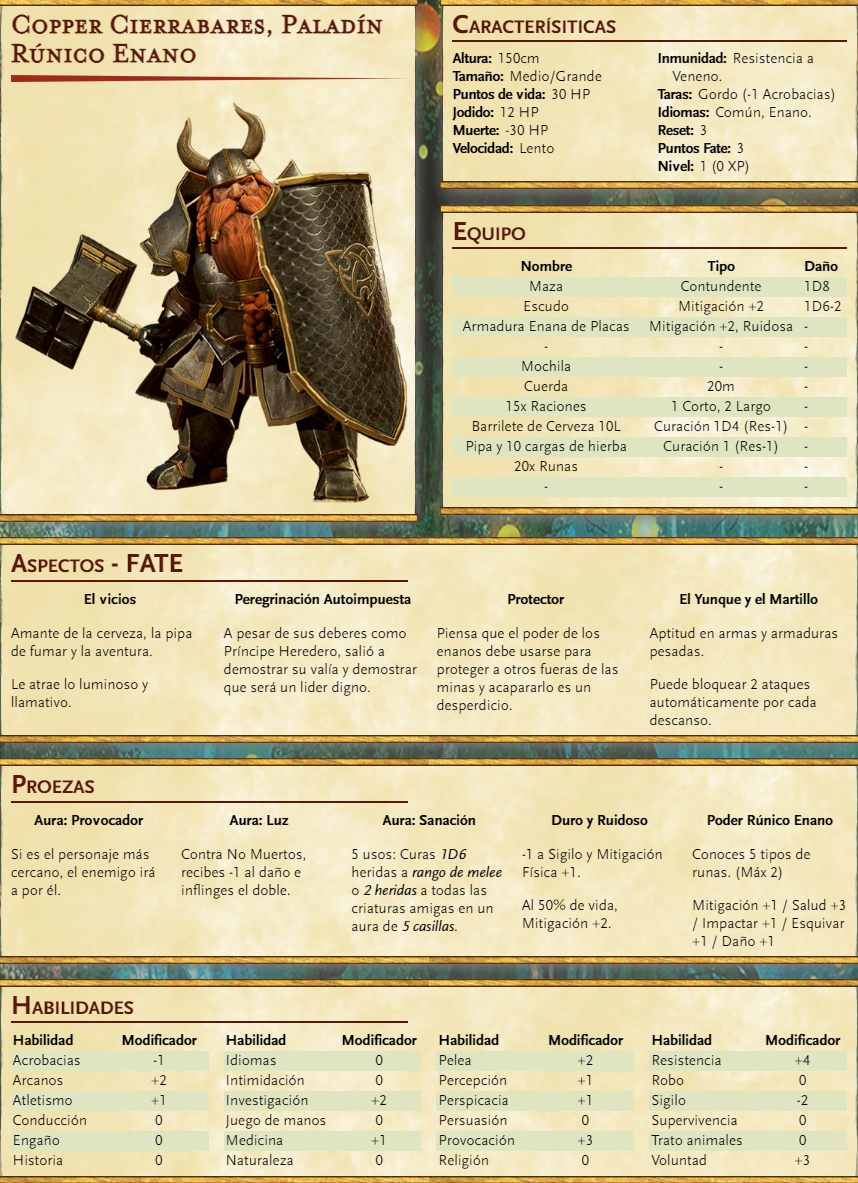 Copper Cierrabares, Paladín
Rúnico Enano
Caracterísiticas
Altura: 150cm
Tamaño: Medio/Grande
Puntos de vida: 30 HP
Jodido: 12 HP
Muerte: -30 HP
Velocidad: Lento
Inmunidad: Resistencia a
Veneno.
Taras: Gordo (-1 Acrobacias)
Idiomas: Común, Enano.
Reset: 3
Puntos Fate: 3
Nivel: 1 (0 XP)
Equipo
Nombre Tipo Daño
Maza Contundente 1D8
Escudo Mitigación +2 1D6-2
Armadura Enana de Placas Mitigación +2, Ruidosa -
- - -
Mochila - -
Cuerda 20m -
15x Raciones 1 Corto, 2 Largo -
Barrilete de Cerveza 10L Curación 1D4 (Res-1) -
Pipa y 10 cargas de hierba Curación 1 (Res-1) -
20x Runas - -
- - -
Aspectos - FATE
El vicios
Amante de la cerveza, la pipa
de fumar y la aventura.
Le atrae lo luminoso y
llamativo.
Peregrinación Autoimpuesta
A pesar de sus deberes como
Príncipe Heredero, salió a
demostrar su valía y demostrar
que será un lider digno.
Protector
Piensa que el poder de los
enanos debe usarse para
proteger a otros fueras de las
minas y acapararlo es un
desperdicio.
El Yunque y el Martillo
Aptitud en armas y armaduras
pesadas.
Puede bloquear 2 ataques
automáticamente por cada
descanso.
Proezas
Aura: Provocador
Si es el personaje más
cercano, el enemigo irá
a por él.
Aura: Luz
Contra No Muertos,
recibes -1 al daño e
inflinges el doble.
Aura: Sanación
5 usos: Curas 1D6
heridas a rango de melee
o 2 heridas a todas las
criaturas amigas en un
aura de 5 casillas.
Duro y Ruidoso
-1 a Sigilo y Mitigación
Física +1.
Al 50% de vida,
Mitigación +2.
Poder Rúnico Enano
Conoces 5 tipos de
runas. (Máx 2)
Mitigación +1 / Salud +3
/ Impactar +1 / Esquivar
+1 / Daño +1
Habilidades
Habilidad Modificador
Acrobacias -1
Arcanos +2
Atletismo +1
Conducción 0
Engaño 0
Historia 0
Habilidad Modificador
Idiomas 0
Intimidación 0
Investigación +2
Juego de manos 0
Medicina +1
Naturaleza 0
Habilidad Modificador
Pelea +2
Percepción +1
Perspicacia +1
Persuasión 0
Provocación +3
Religión 0
Habilidad Modificador
Resistencia +4
Robo 0
Sigilo -2
Supervivencia 0
Trato animales 0
Voluntad +3